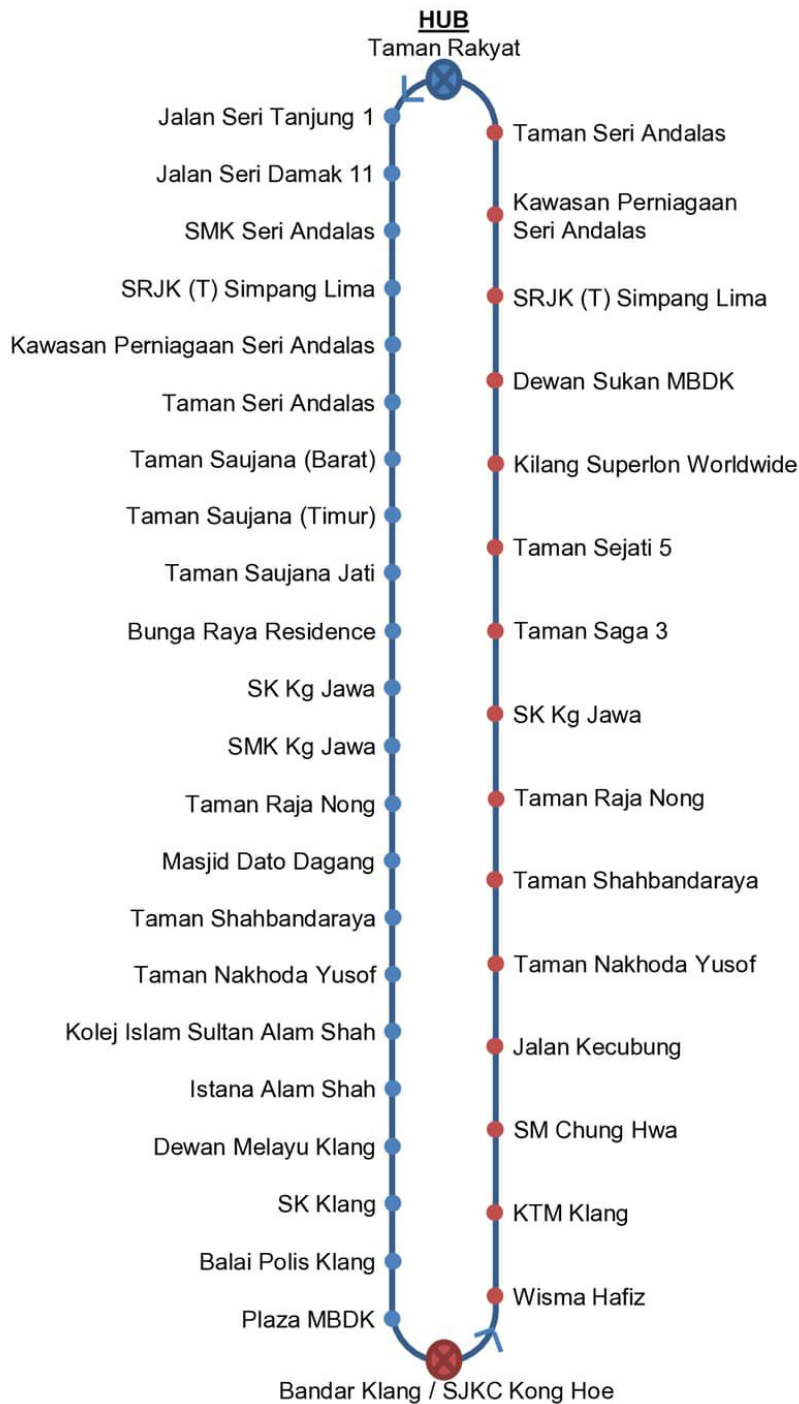 HUB
Taman Rakyat
Jalan Seri Tanjung 1
Jalan Seri Damak 11
SMK Seri Andalas
SRJK (T) Simpang Lima
Kawasan Perniagaan Seri Andalas
Taman Seri Andalas
Taman Saujana (Barat)
Taman Saujana (Timur)
Taman Saujana Jati
Bunga Raya Residence
SK Kg Jawa
SMK Kg Jawa
Taman Raja Nong
Masjid Dato Dagang
Taman Shahbandaraya
Taman Nakhoda Yusof
Kolej Islam Sultan Alam Shah
Istana Alam Shah
Dewan Melayu Klang
SK Klang
Balai Polis Klang
Plaza MBDK
Taman Seri Andalas
Kawasan Perniagaan
Seri Andalas
SRJK (T) Simpang Lima
Dewan Sukan MBDK
Kilang Superlon Worldwide
Taman Sejati 5
Taman Saga 3
SK Kg Jawa
Taman Raja Nong
Taman Shahbandaraya
Taman Nakhoda Yusof
Jalan Kecubung
SM Chung Hwa
KTM Klang
Wisma Hafiz
Bandar Klang / SJKC Kong Hoe